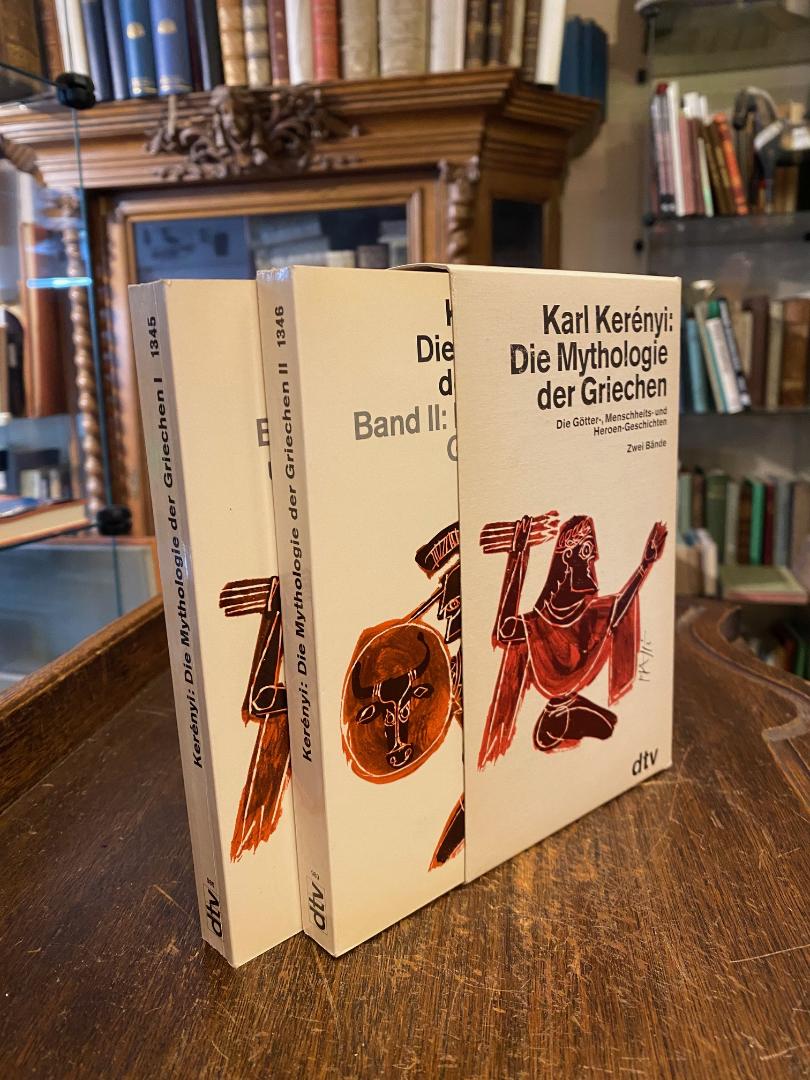 Kerényi: Die Mythologie der Griechen I 1345
dtv
Kerényi: Die Mythologie der Griechen II 1346
dtv
Die
d
Band II:
Karl Kerényi:
Die Mythologie
der Griechen
Die Götter-, Menschheits- und
Heroen-Geschichten
Zwei Bände
dtv